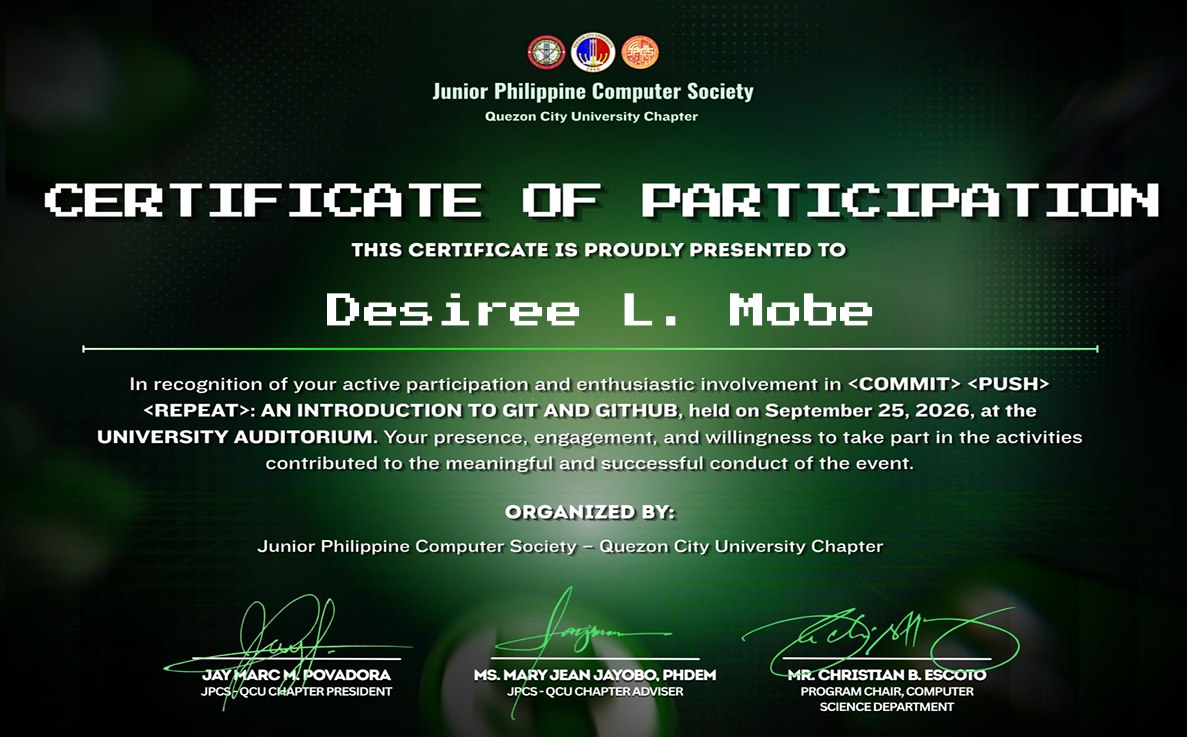 JPCS
Junior Philippine Computer Society
Quezon City University Chapter
CERTIFICATE OF PARTICIPATION
THIS CERTIFICATE IS PROUDLY PRESENTED TO
Desiree L. Mobe
In recognition of your active participation and enthusiastic involvement in <COMMIT> <PUSH>
<REPEAT>: AN INTRODUCTION TO GIT AND GITHUB, held on September 25, 2026, at the
UNIVERSITY AUDITORIUM. Your presence, engagement, and willingness to take part in the activities
contributed to the meaningful and successful conduct of the event.
ORGANIZED BY:
Junior Philippine Computer Society – Quezon City University Chapter
JAY MARC M. POVADORA
JPCS - QCU CHAPTER PRESIDENT
MS. MARY JEAN JAYOBO, PHDEM
JPCS - QCU CHAPTER ADVISER
MR. CHRISTIAN B. ESCOTO
PROGRAM CHAIR, COMPUTER
SCIENCE DEPARTMENT